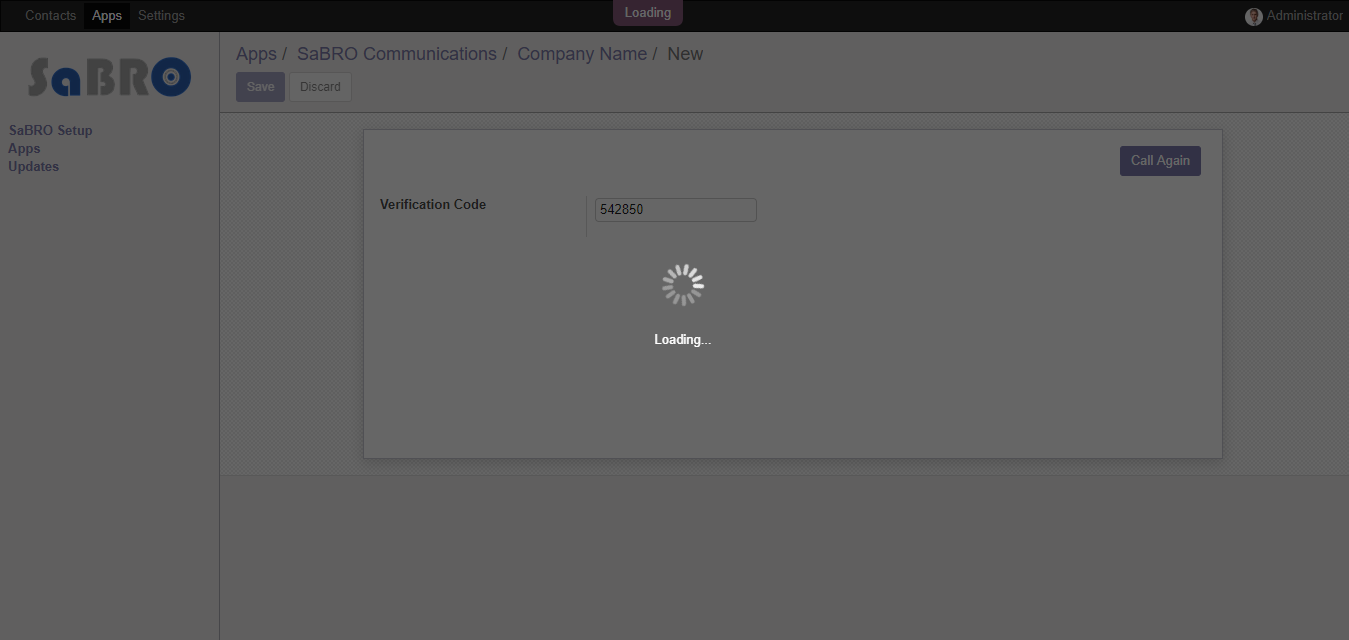 Contacts Apps Settings Loading Administrator
SaBRO
Apps / SaBRO Communications / Company Name / New
Save Discard
SaBRO Setup
Apps
Updates
Call Again
Verification Code 542850
Loading...